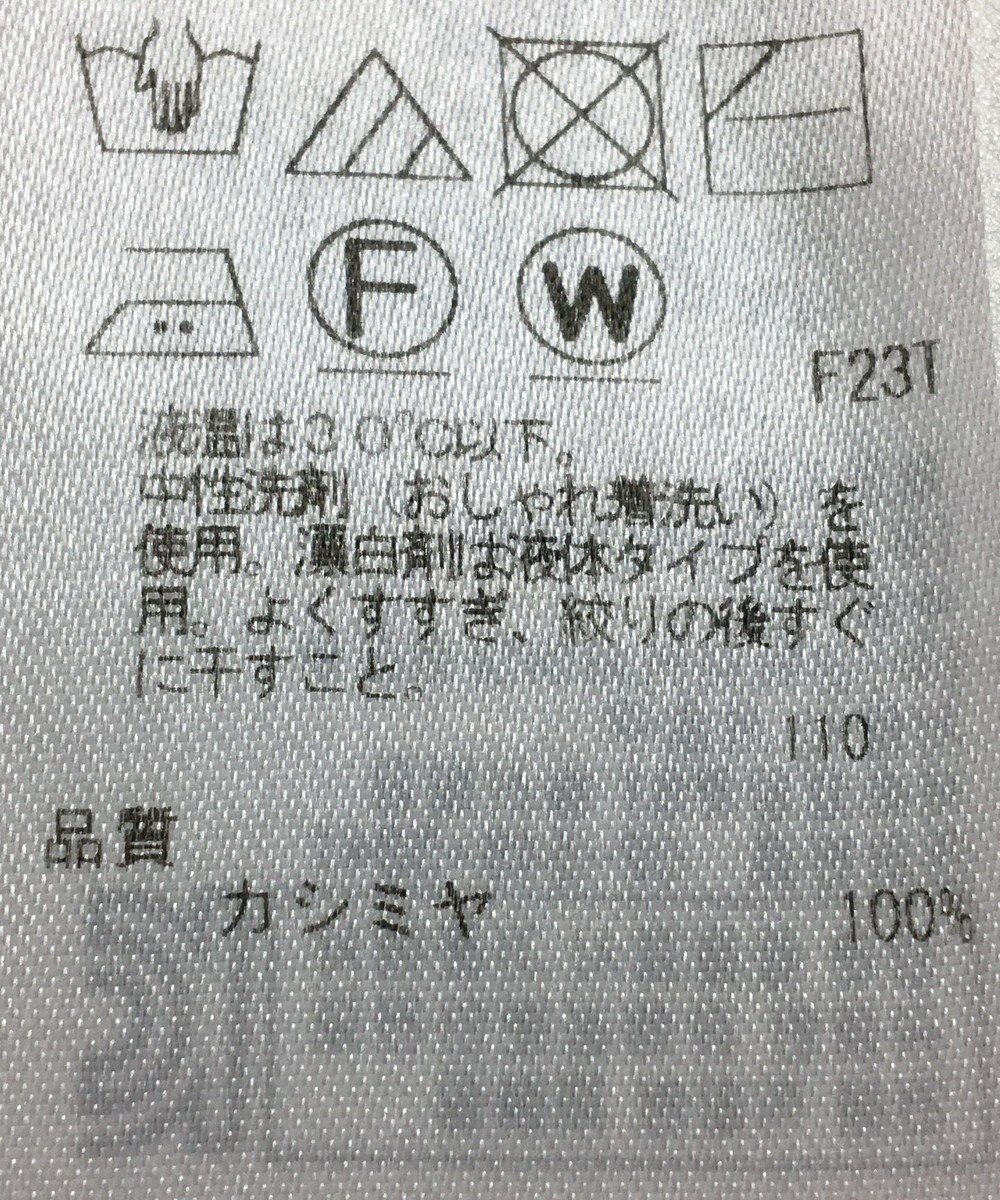 F
W
F23T
液温は30℃以下。
中性洗剤(おしゃれ着洗い)を
使用。漂白剤は液体タイプを使
用。よくすすぎ、絞りの後すぐ
に干すこと。
110
品質
カシミヤ 100%